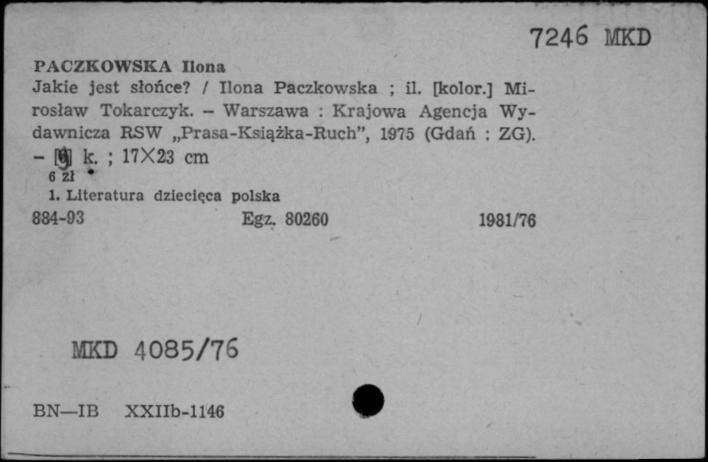 7246 MKD
PACZKOWSKA Ilona
Jakie jest słońce? / Ilona Paczkowska ; il. [kolor.] Mi-
rosław Tokarczyk. – Warszawa : Krajowa Agencja Wy-
dawnicza RSW „Prasa-Książka-Ruch”, 1975 (Gdań : ZG).
– k. ; 17X23 cm
6 zł
1. Literatura dziecięca polska
884-93 Egz. 80260 1981/76
MKD 4085/76
BN—IB XXIIb-1146